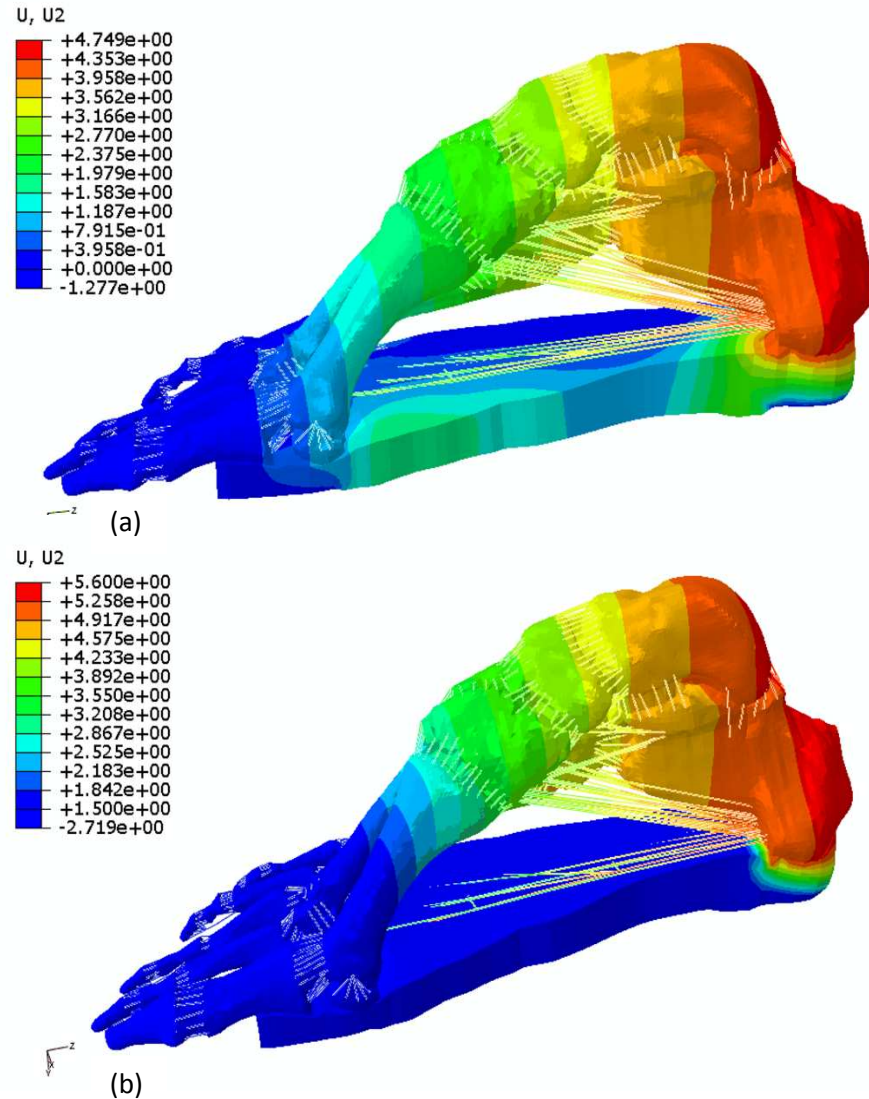 U, U2
+4.749e+00
+4.353e+00
+3.958e+00
+3.562e+00
+3.166e+00
+2.770e+00
+2.375e+00
+1.979e+00
+1.583e+00
+1.187e+00
+7.915e-01
+3.958e-01
+0.000e+00
-1.277e+00
z
(a)
U, U2
+5.600e+00
+5.258e+00
+4.917e+00
+4.575e+00
+4.233e+00
+3.892e+00
+3.550e+00
+3.208e+00
+2.867e+00
+2.525e+00
+2.183e+00
+1.842e+00
+1.500e+00
-2.719e+00
z
X
Y
(b)